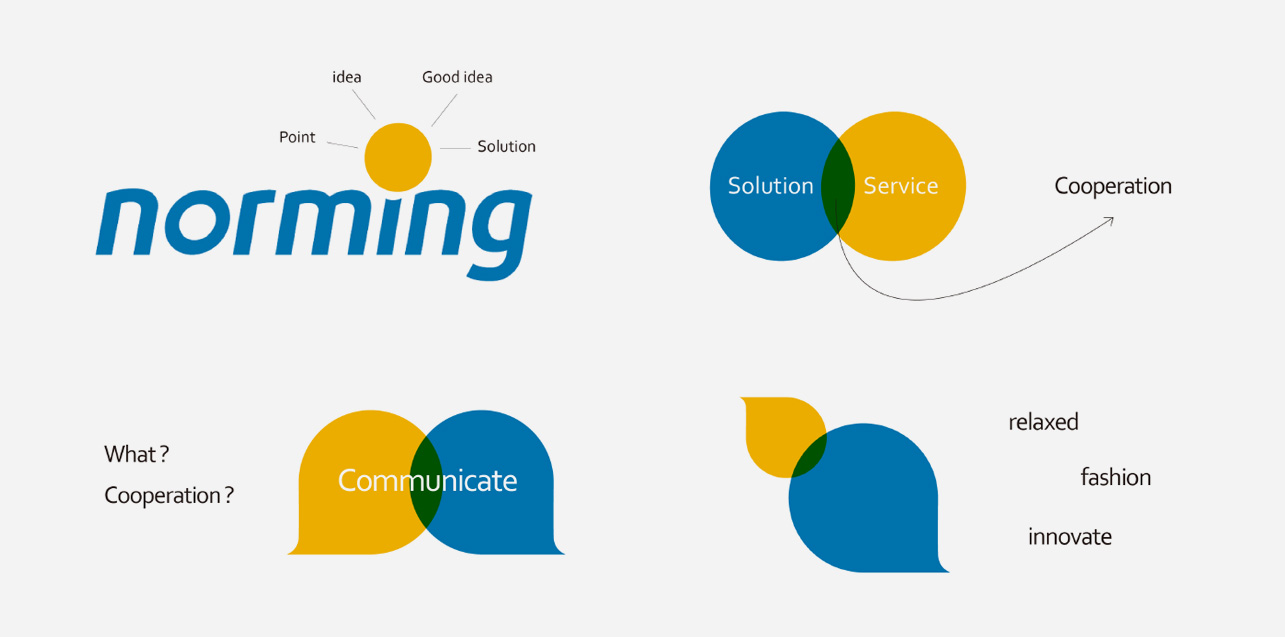 idea
Good idea
Point
Solution
norming
Solution
Service
Cooperation
What ?
Cooperation ?
Communicate
relaxed
fashion
innovate